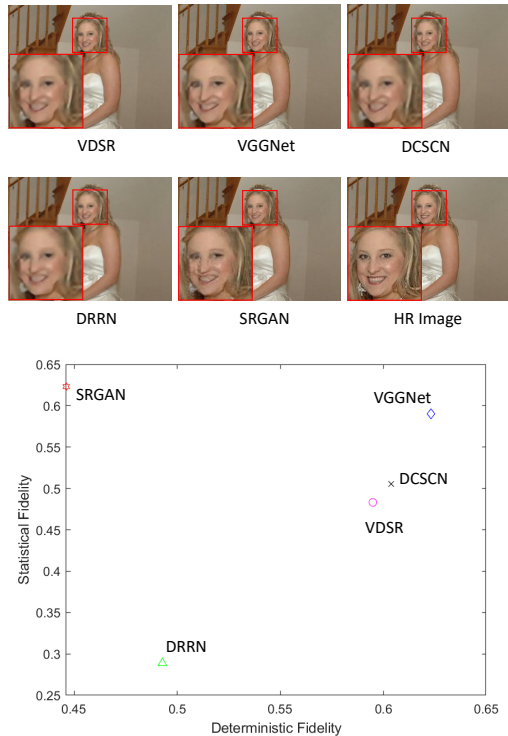 VDSR VGGNet DCSCN
DRRN SRGAN HR Image
0.65
SRGAN
VGGNet
0.6
0.55
DCSCN
0.5
VDSR
0.45
0.4
0.35
DRRN
0.3
0.25
Statistical Fidelity
0.45 0.5 0.55 0.6 0.65
Deterministic Fidelity